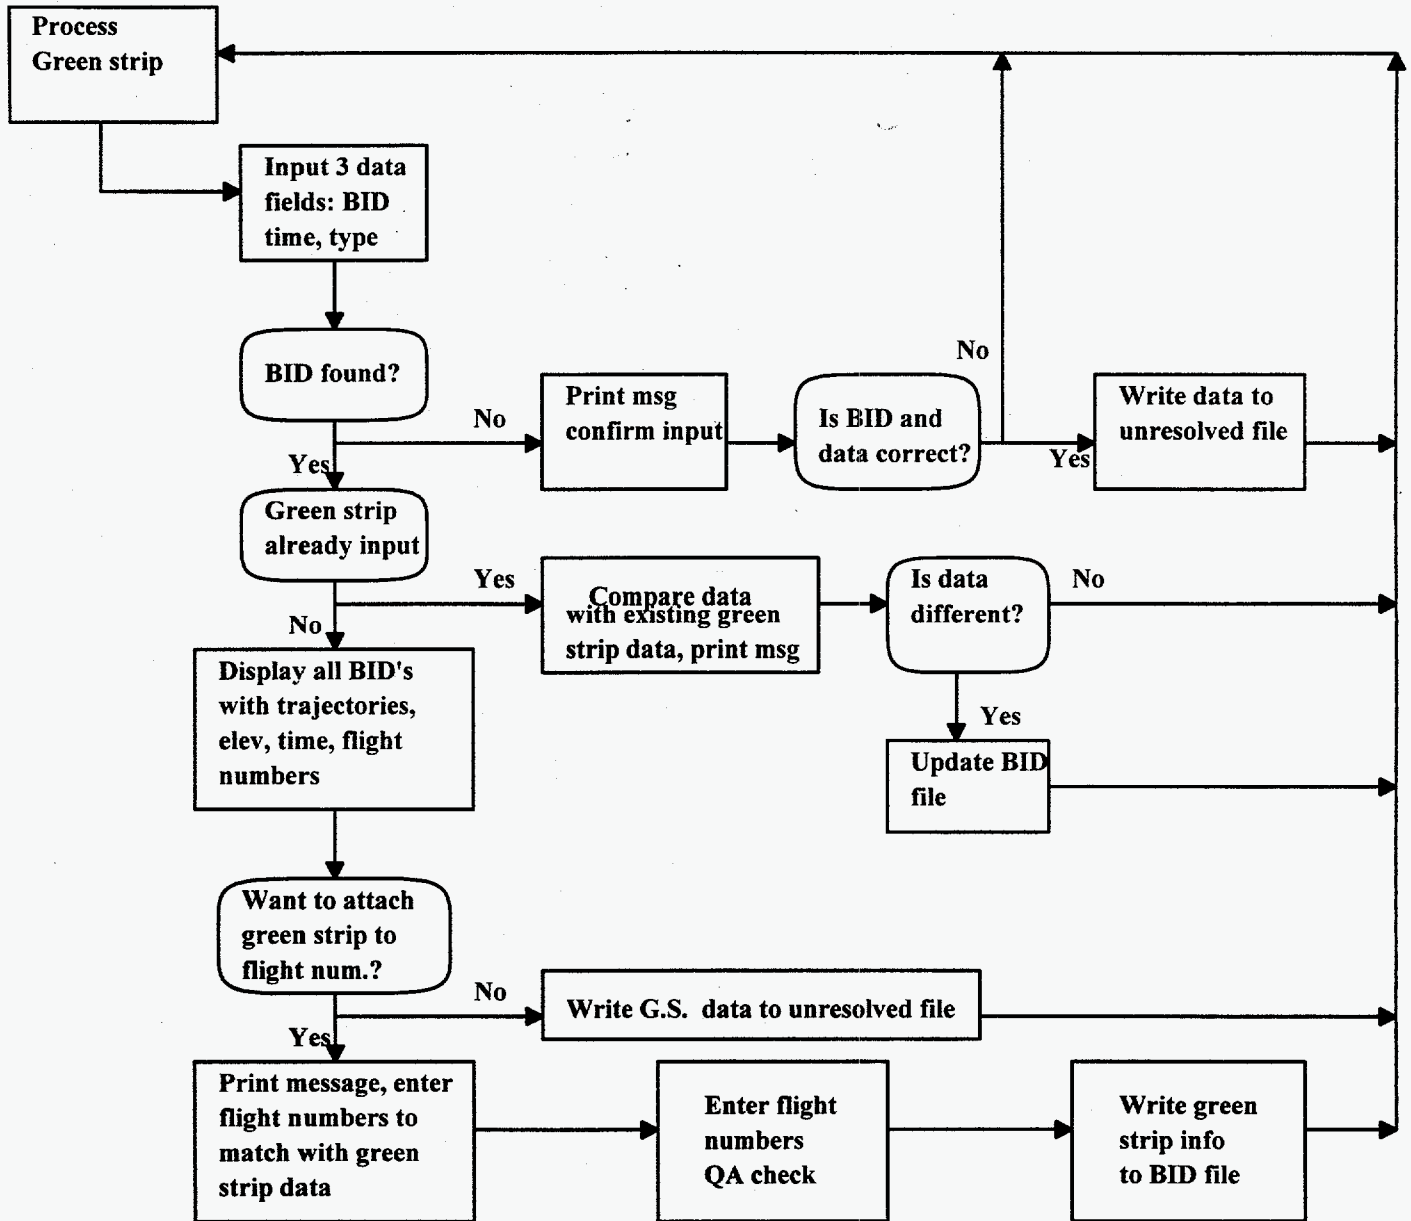 Process
Green strip
Input 3 data
fields: BID
time, type
BID found?
No
Yes
Print msg
confirm input
Is BID and
data correct?
No
Yes
Write data to
unresolved file
Green strip
already input
Yes
No
Compare data
with existing green
strip data, print msg
Is data
different?
No
Yes
Update BID
file
Display all BID's
with trajectories,
elev, time, flight
numbers
Want to attach
green strip to
flight num.?
No
Yes
Write G.S. data to unresolved file
Print message, enter
flight numbers to
match with green
strip data
Enter flight
numbers
QA check
Write green
strip info
to BID file